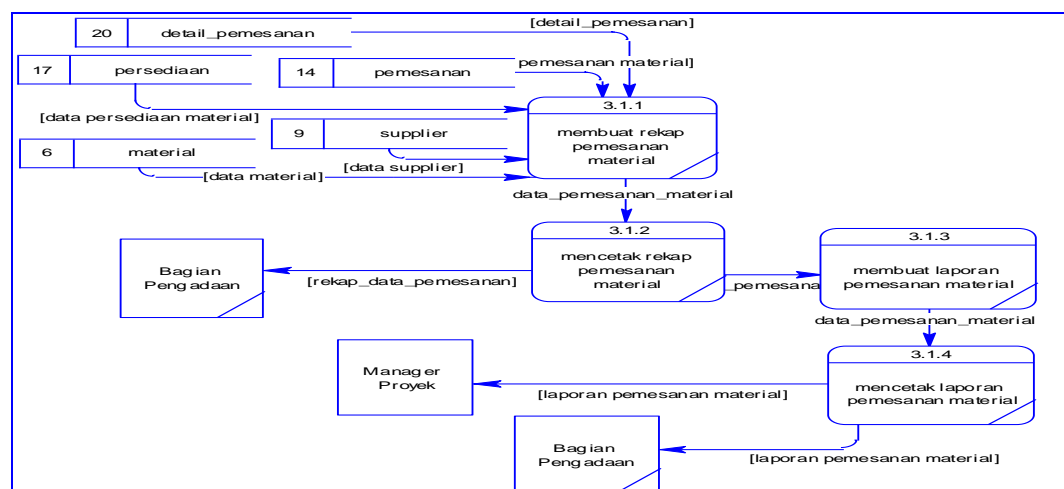 [detail_pemesanan]
20 detail_pemesanan
17 persediaan
14 pemesanan
pemesanan material]
3.1.1
[data persediaan material]
membuat rekap
pemesanan
material
9 supplier
6 material
[data supplier]
[data material]
data_pemesanan_material
3.1.2
mencetak rekap
pemesanan
material
3.1.3
membuat laporan
pemesanan material
Bagian
Pengadaan
[rekap_data_pemesanan]
_pemesana
data_pemesanan_material
3.1.4
mencetak laporan
pemesanan material
Manager
Proyek
[laporan pemesanan material]
Bagian
Pengadaan
[laporan pemesanan material]